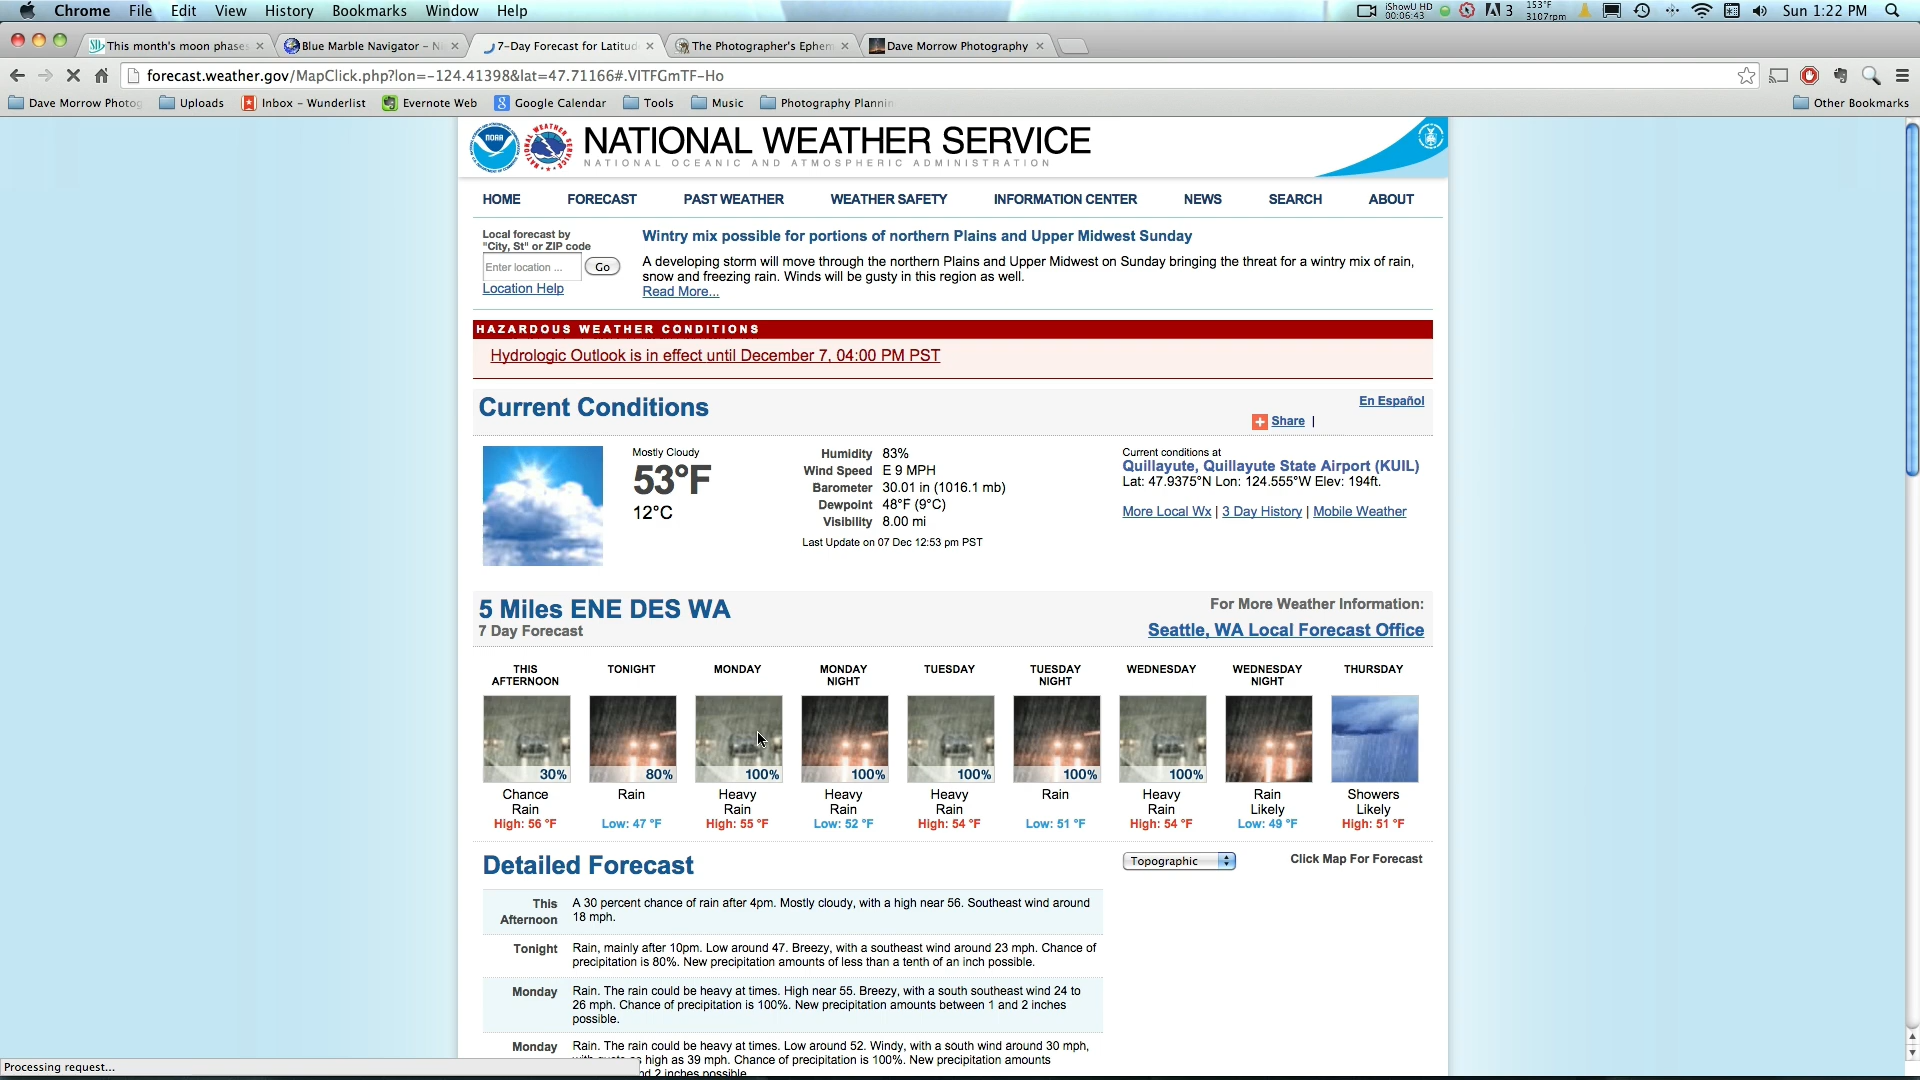 Chrome File Edit View History Bookmarks Window Help
iShowU HD
00:06:43
3
153°F
3107rpm
Sun 1:22 PM
This month's moon phase
Blue Marble Navigator - N
7-Day Forecast for Latitud
The Photographer's Ephem
Dave Morrow Photography
forecast.weather.gov/MapClick.php?lon=-124.41398&lat=47.71166#.VITFGmTF-Ho
Dave Morrow Photog
Uploads
Inbox - Wunderlist
Evernote Web
Google Calendar
Tools
Music
Photography Plannin
Other Bookmarks
NOAA
NATIONAL WEATHER SERVICE
NATIONAL OCEANIC AND ATMOSPHERIC ADMINISTRATION
HOME FORECAST PAST WEATHER WEATHER SAFETY INFORMATION CENTER NEWS SEARCH ABOUT
Local forecast by
"City, St" or ZIP code
Enter location ...
Go
Location Help
Wintry mix possible for portions of northern Plains and Upper Midwest Sunday
A developing storm will move through the northern Plains and Upper Midwest on Sunday bringing the threat for a wintry mix of rain,
snow and freezing rain. Winds will be gusty in this region as well.
Read More...
HAZARDOUS WEATHER CONDITIONS
Hydrologic Outlook is in effect until December 7, 04:00 PM PST
Current Conditions
En Español
Share |
Mostly Cloudy
53°F
12°C
Humidity 83%
Wind Speed E 9 MPH
Barometer 30.01 in (1016.1 mb)
Dewpoint 48°F (9°C)
Visibility 8.00 mi
Last Update on 07 Dec 12:53 pm PST
Current conditions at
Quillayute, Quillayute State Airport (KUIL)
Lat: 47.9375°N Lon: 124.555°W Elev: 194ft.
More Local Wx | 3 Day History | Mobile Weather
5 Miles ENE DES WA
7 Day Forecast
For More Weather Information:
Seattle, WA Local Forecast Office
THIS AFTERNOON
30%
Chance Rain
High: 56 °F
TONIGHT
80%
Rain
Low: 47 °F
MONDAY
100%
Heavy Rain
High: 55 °F
MONDAY NIGHT
100%
Heavy Rain
Low: 52 °F
TUESDAY
100%
Heavy Rain
High: 54 °F
TUESDAY NIGHT
100%
Rain
Low: 51 °F
WEDNESDAY
100%
Heavy Rain
High: 54 °F
WEDNESDAY NIGHT
Rain Likely
Low: 49 °F
THURSDAY
Showers Likely
High: 51 °F
Detailed Forecast
Topographic
Click Map For Forecast
This Afternoon
A 30 percent chance of rain after 4pm. Mostly cloudy, with a high near 56. Southeast wind around
18 mph.
Tonight
Rain, mainly after 10pm. Low around 47. Breezy, with a southeast wind around 23 mph. Chance of
precipitation is 80%. New precipitation amounts of less than a tenth of an inch possible.
Monday
Rain. The rain could be heavy at times. High near 55. Breezy, with a south southeast wind 24 to
26 mph. Chance of precipitation is 100%. New precipitation amounts between 1 and 2 inches
possible.
Monday
Rain. The rain could be heavy at times. Low around 52. Windy, with a south wind around 30 mph,
high as 39 mph. Chance of precipitation is 100%. New precipitation amounts
2 inches possible.
Processing request...